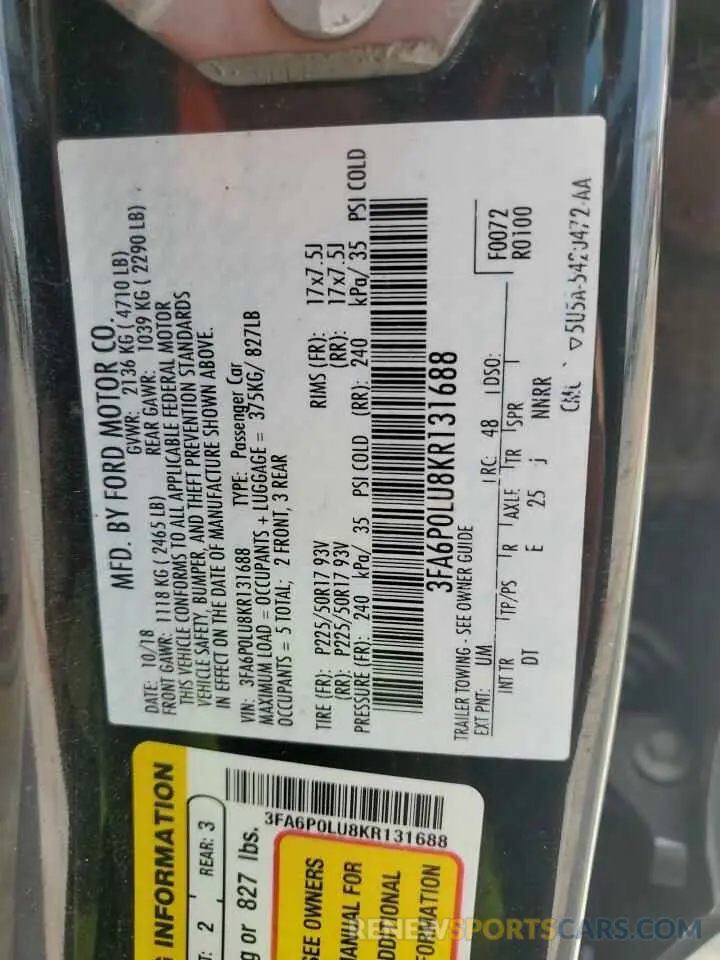 MFD. BY FORD MOTOR CO.
DATE: 10/18 GVWR: 2136 KG ( 4710 LB)
FRONT GAWR: 1118 KG ( 2465 LB) REAR GAWR: 1039 KG ( 2290 LB)
THIS VEHICLE CONFORMS TO ALL APPLICABLE FEDERAL MOTOR
VEHICLE SAFETY, BUMPER, AND THEFT PREVENTION STANDARDS
IN EFFECT ON THE DATE OF MANUFACTURE SHOWN ABOVE.
VIN: 3FA6P0LU8KR131688 TYPE: Passenger Car
MAXIMUM LOAD = OCCUPANTS + LUGGAGE = 375KG/ 827LB
OCCUPANTS = 5 TOTAL; 2 FRONT, 3 REAR
TIRE (FR): P225/50R17 93V RIMS (FR): 17x7.5J
(RR): P225/50R17 93V (RR): 17x7.5J
PRESSURE (FR): 240 kPa/ 35 PSI COLD (RR): 240 kPa/ 35 PSI COLD
3FA6P0LU8KR131688
TRAILER TOWING - SEE OWNER GUIDE
EXT PNT: UM RC: 48 DSO: F0072
R0100
INT TR TP/PS R AXLE TR SPR
DT E 25 j NNRR
3FA6P0LU8KR131688
INFORMATION
2 REAR: 3
or 827 lbs.
SEE OWNERS
MANUAL FOR
ADDITIONAL
INFORMATION
RENEWSPORTSCARS.COM